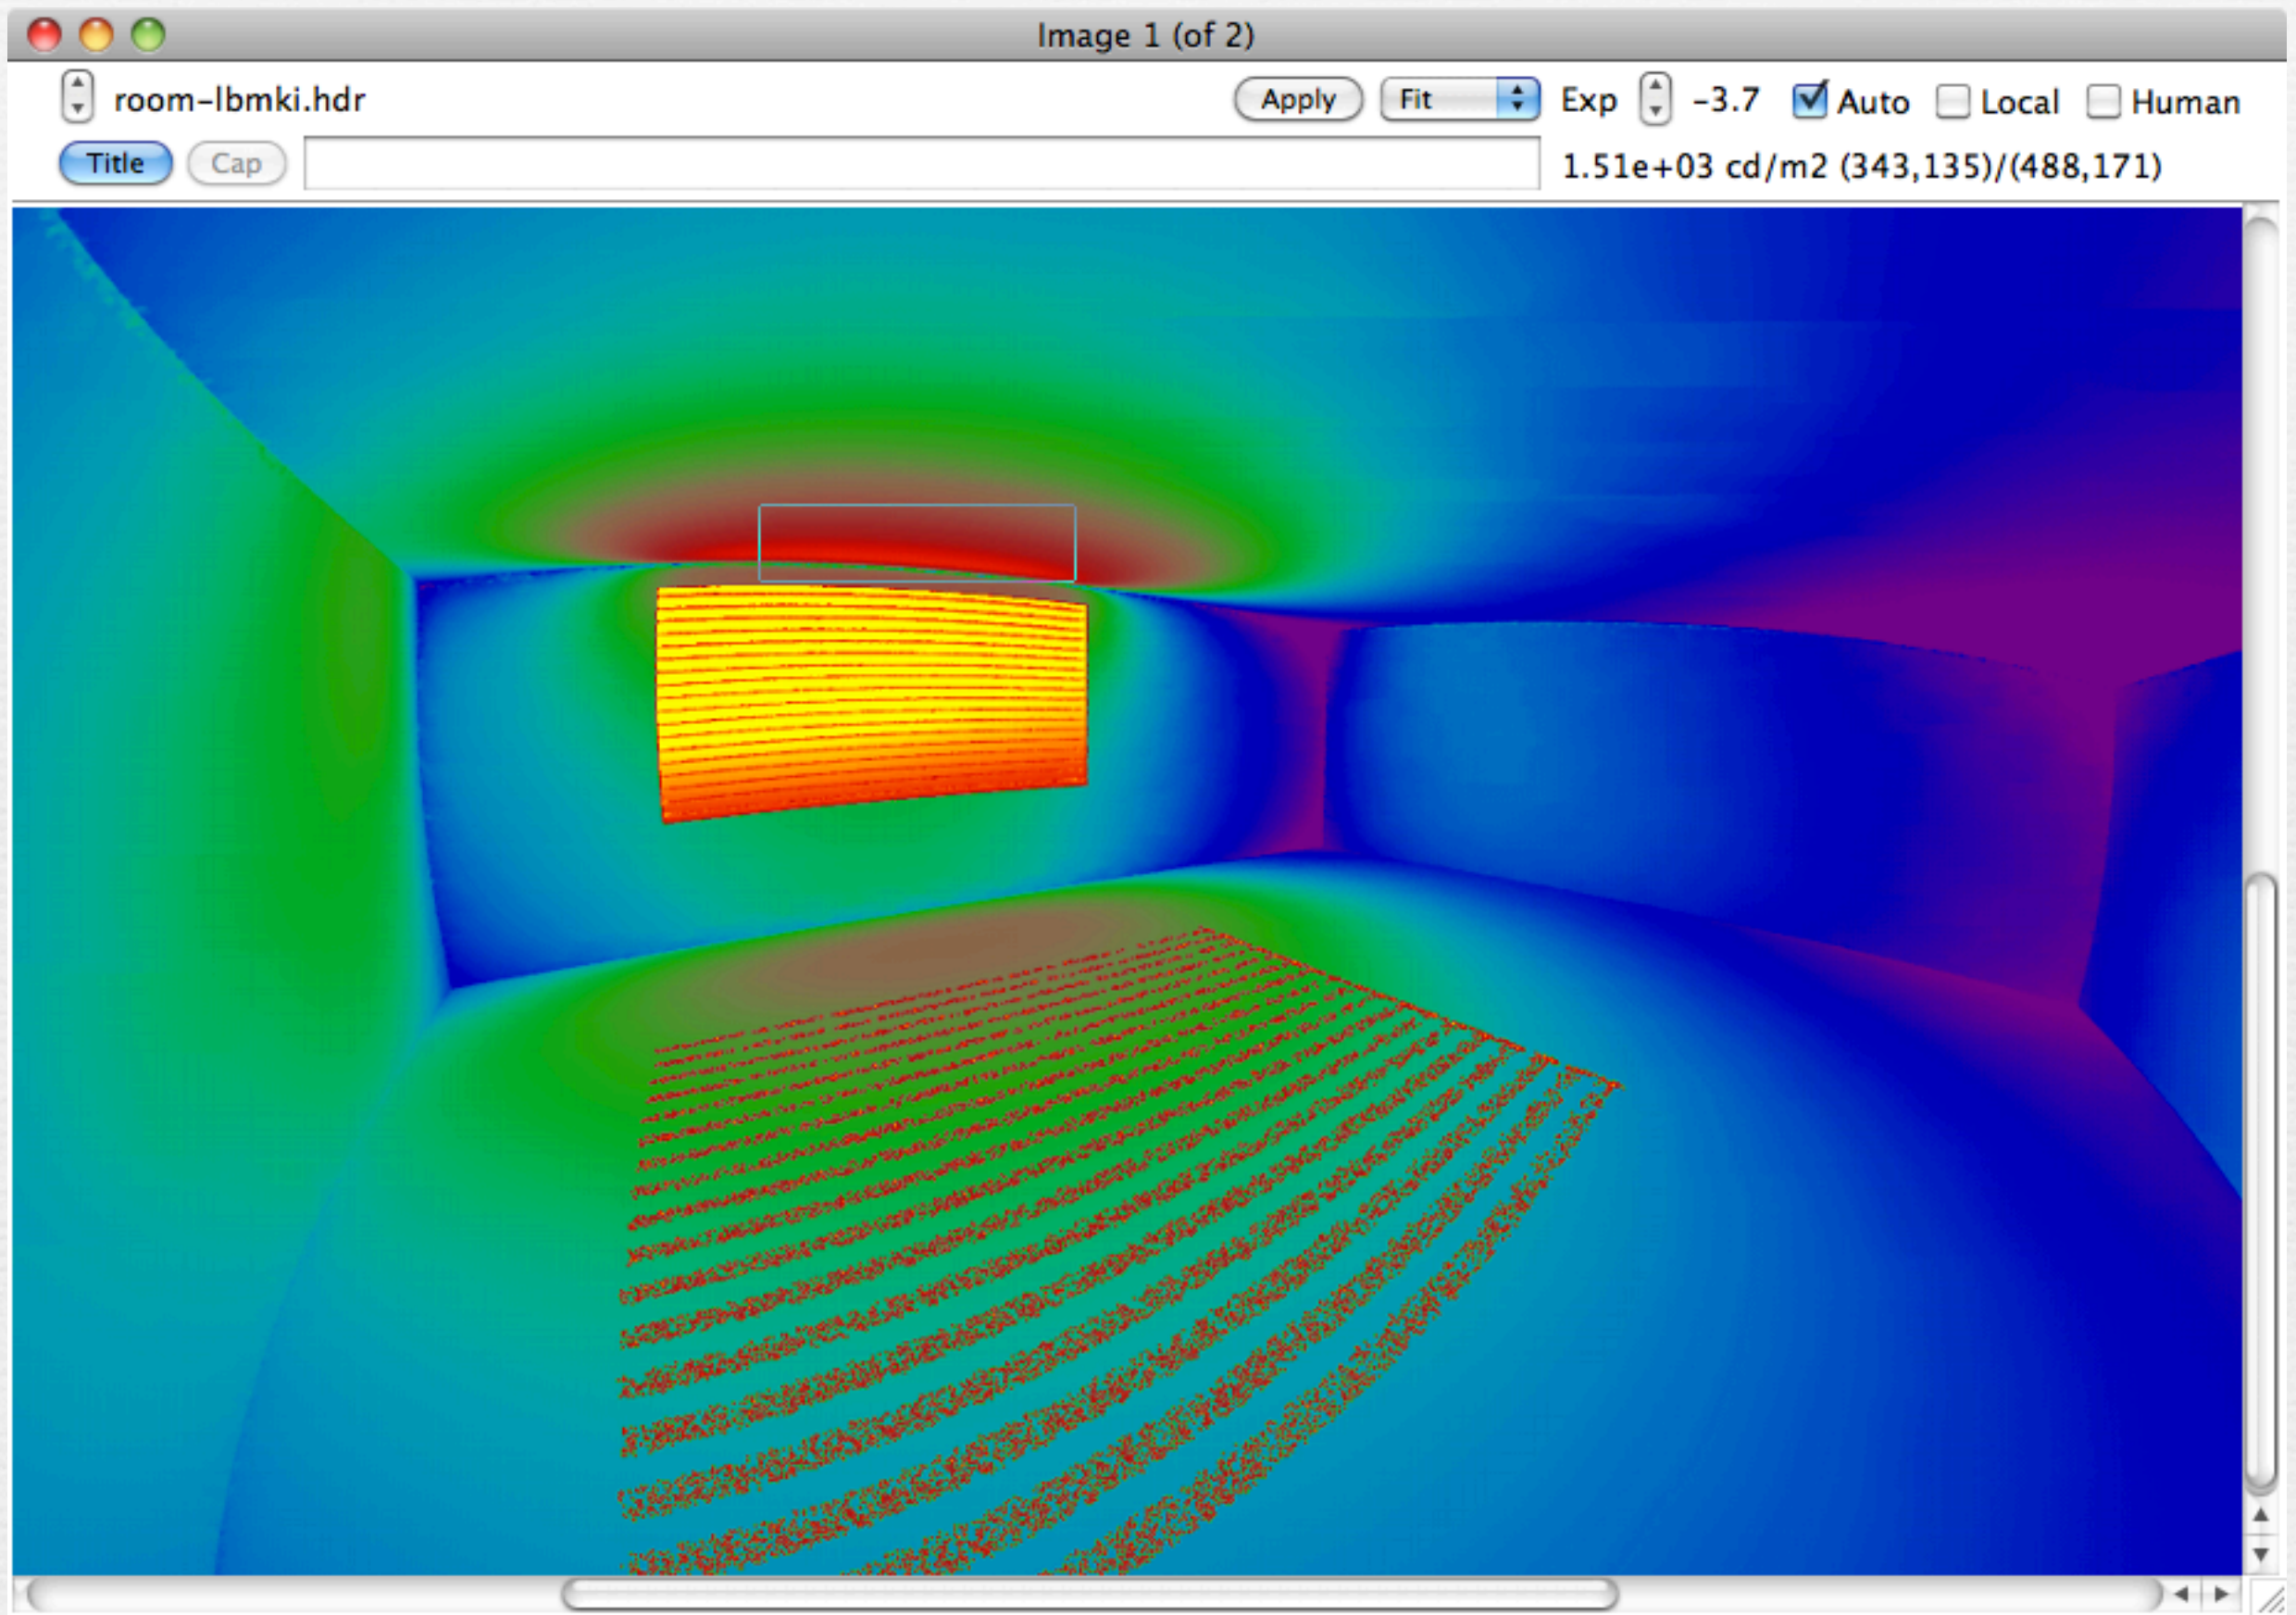 Image 1 (of 2)
room-lbmki.hdr Apply Fit Exp -3.7 Auto Local Human
Title Cap 1.51e+03 cd/m2 (343,135)/(488,171)